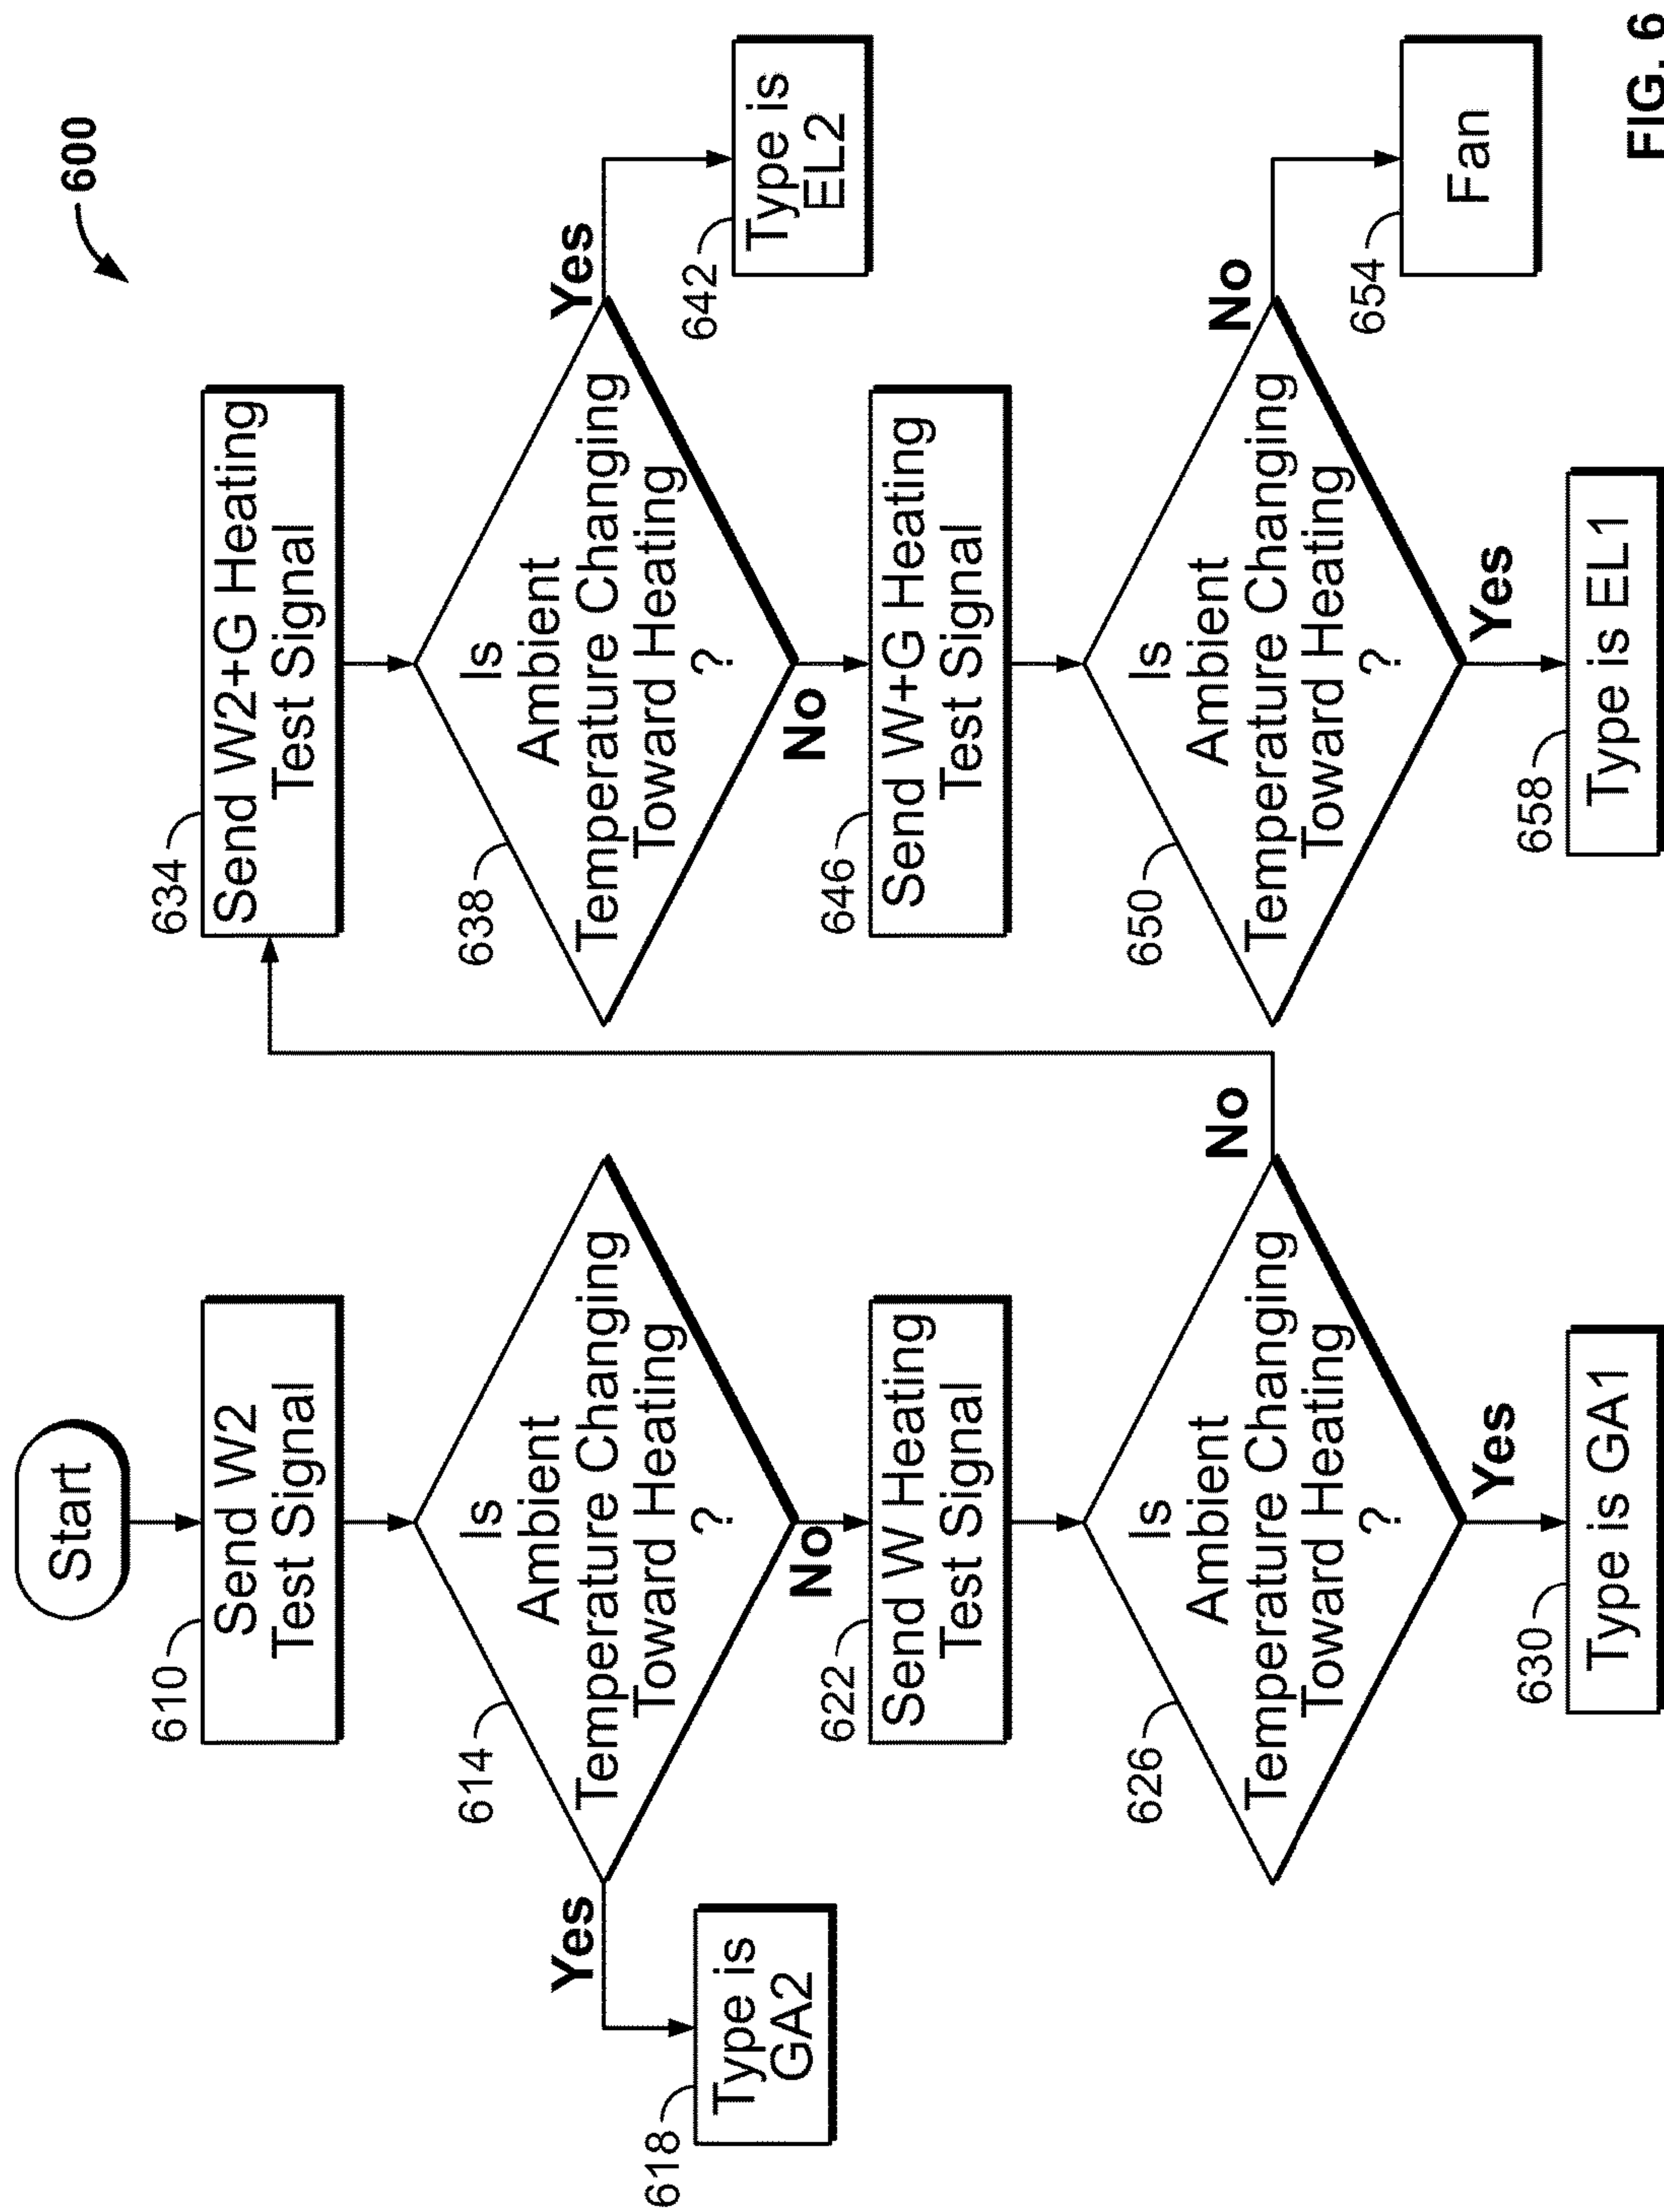 600
Start
610
Send W2
Test Signal
614
Is
Ambient
Temperature Changing
Toward Heating
?
Yes
618
Type is
GA2
No
622
Send W Heating
Test Signal
626
Is
Ambient
Temperature Changing
Toward Heating
?
No
Yes
630
Type is GA1
634
Send W2+G Heating
Test Signal
638
Is
Ambient
Temperature Changing
Toward Heating
?
Yes
642
Type is
EL2
No
646
Send W+G Heating
Test Signal
650
Is
Ambient
Temperature Changing
Toward Heating
?
No
654
Fan
Yes
658
Type is EL1
FIG. 6